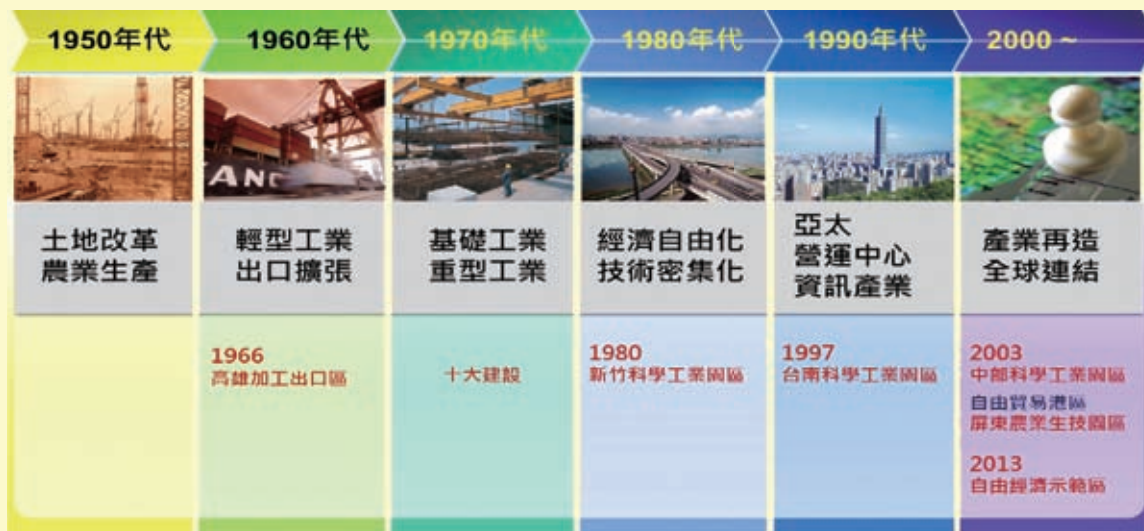 1950年代
1960年代
1970年代
1980年代
1990年代
2000 ~
土地改革
農業生產
輕型工業
出口擴張
基礎工業
重型工業
經濟自由化
技術密集化
亞太
營運中心
資訊產業
產業再造
全球連結
1966
高雄加工出口區
十大建設
1980
新竹科學工業園區
1997
台南科學工業園區
2003
中部科學工業園區
自由貿易港區
屏東農業生技園區
2013
自由經濟示範區